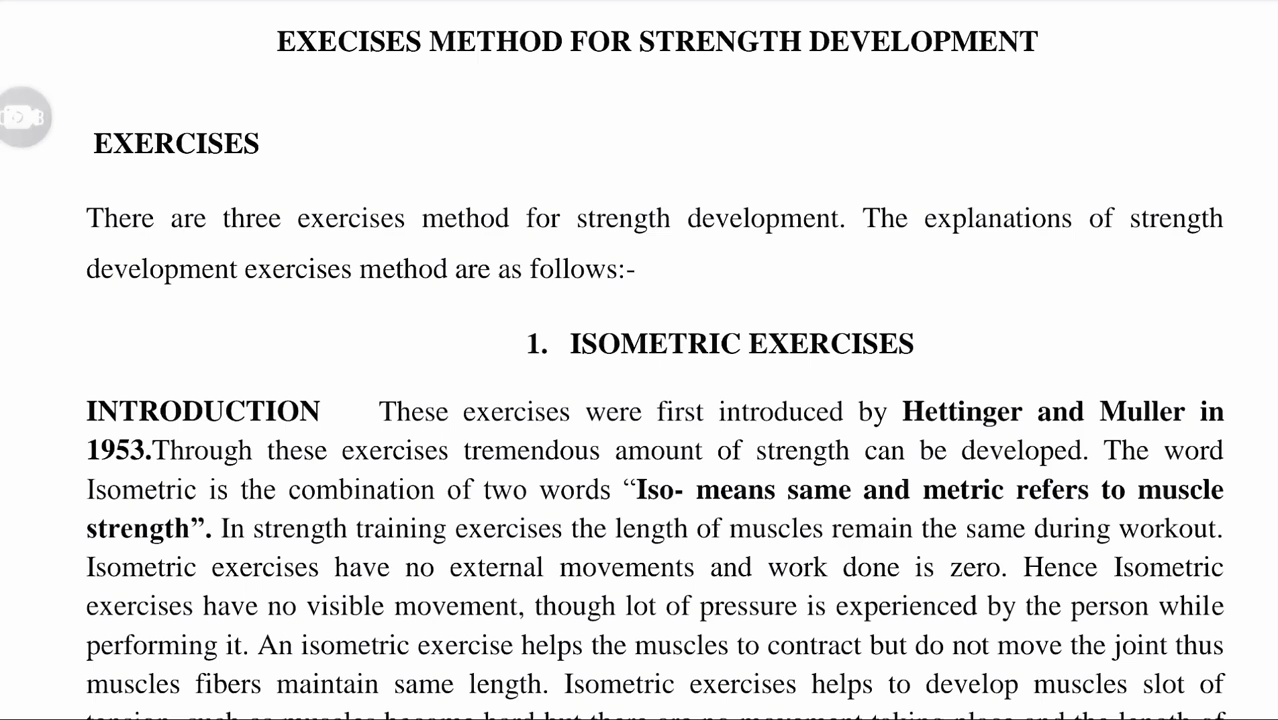 EXECISES METHOD FOR STRENGTH DEVELOPMENT
EXERCISES
There are three exercises method for strength development. The explanations of strength
development exercises method are as follows:-
1. ISOMETRIC EXERCISES
INTRODUCTION These exercises were first introduced by Hettinger and Muller in
1953.Through these exercises tremendous amount of strength can be developed. The word
Isometric is the combination of two words “Iso- means same and metric refers to muscle
strength”. In strength training exercises the length of muscles remain the same during workout.
Isometric exercises have no external movements and work done is zero. Hence Isometric
exercises have no visible movement, though lot of pressure is experienced by the person while
performing it. An isometric exercise helps the muscles to contract but do not move the joint thus
muscles fibers maintain same length. Isometric exercises helps to develop muscles slot of